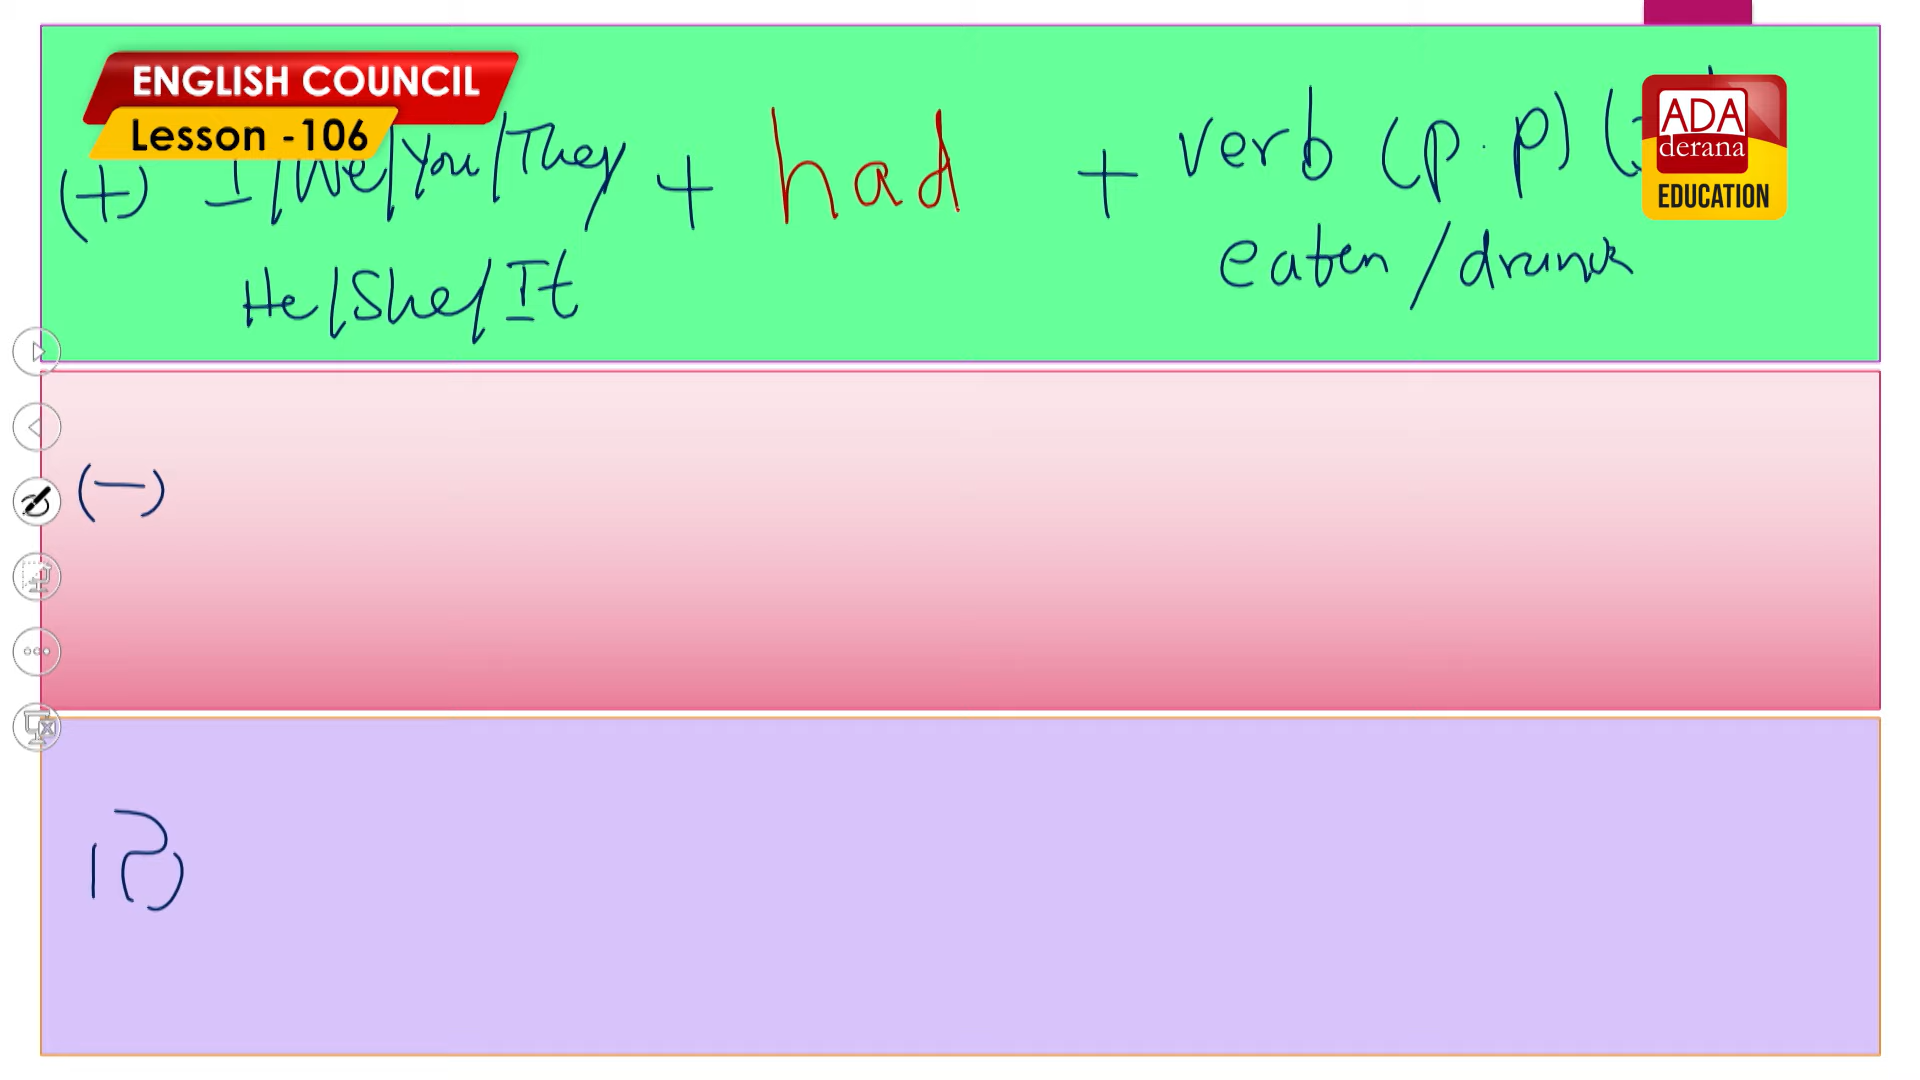 ENGLISH COUNCIL
Lesson - 106
ADA
derana
EDUCATION
(+) I/We/You/They + had + verb (p.p) (
He/She/It
eaten/drunk
(-)
(?)